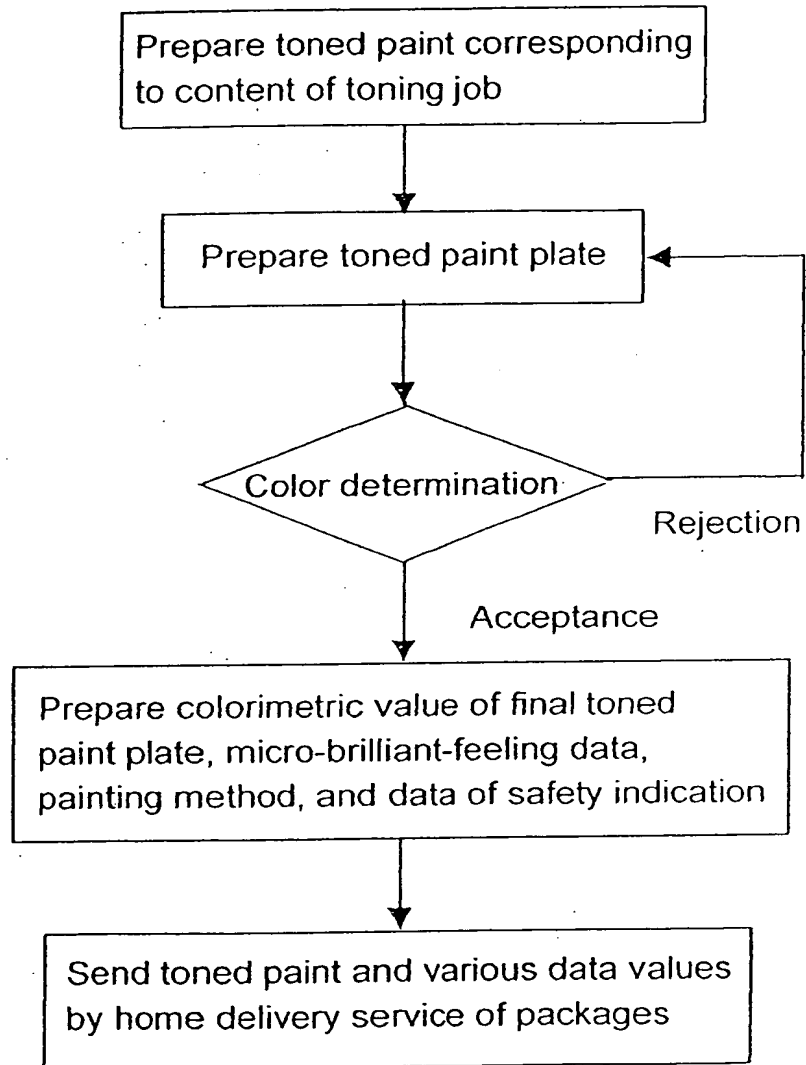 Prepare toned paint corresponding
to content of toning job
Prepare toned paint plate
Color determination
Rejection
Acceptance
Prepare colorimetric value of final toned
paint plate, micro-brilliant-feeling data,
painting method, and data of safety indication
Send toned paint and various data values
by home delivery service of packages